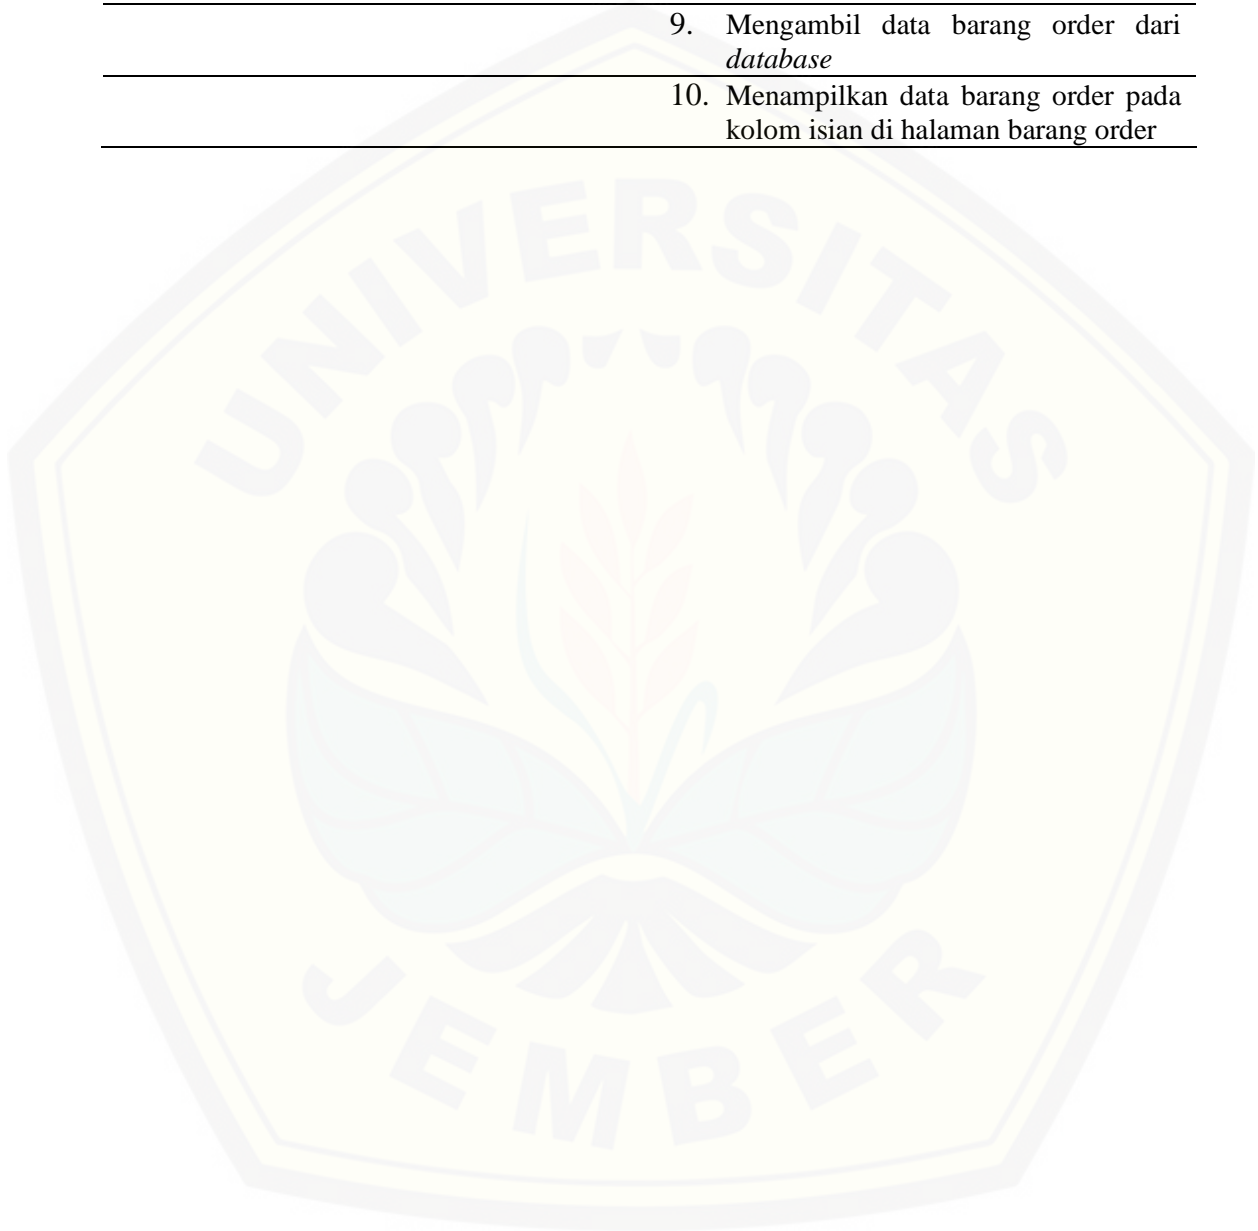 9. Mengambil data barang order dari
database
10. Menampilkan data barang order pada
kolom isian di halaman barang order
UNIVERSITAS
JEMBER